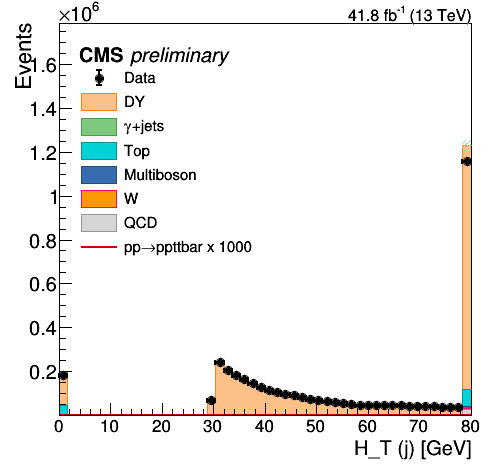 ×10⁶
41.8 fb⁻¹ (13 TeV)
Events
CMS preliminary
Data
DY
γ+jets
Top
Multiboson
W
QCD
pp→ppttbar x 1000
1.6
1.4
1.2
1
0.8
0.6
0.4
0.2
0 10 20 30 40 50 60 70 80
H_T (j) [GeV]